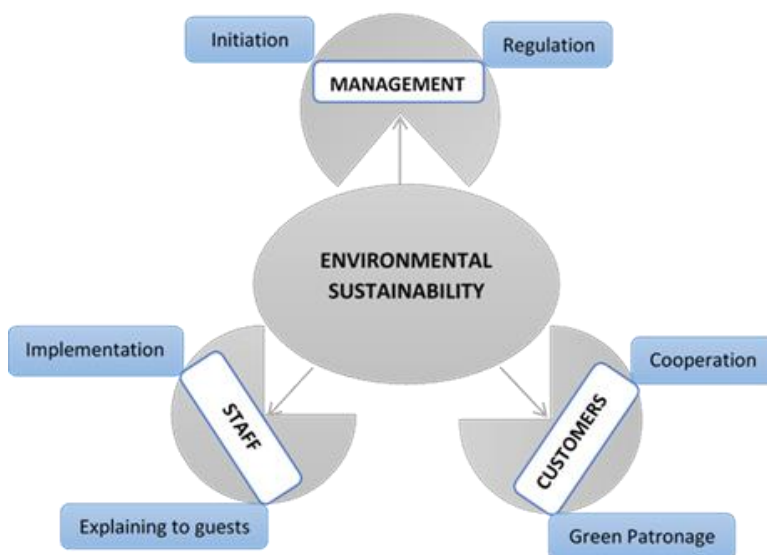 Initiation
Regulation
MANAGEMENT
ENVIRONMENTAL
SUSTAINABILITY
Implementation
STAFF
Explaining to guests
Cooperation
CUSTOMERS
Green Patronage